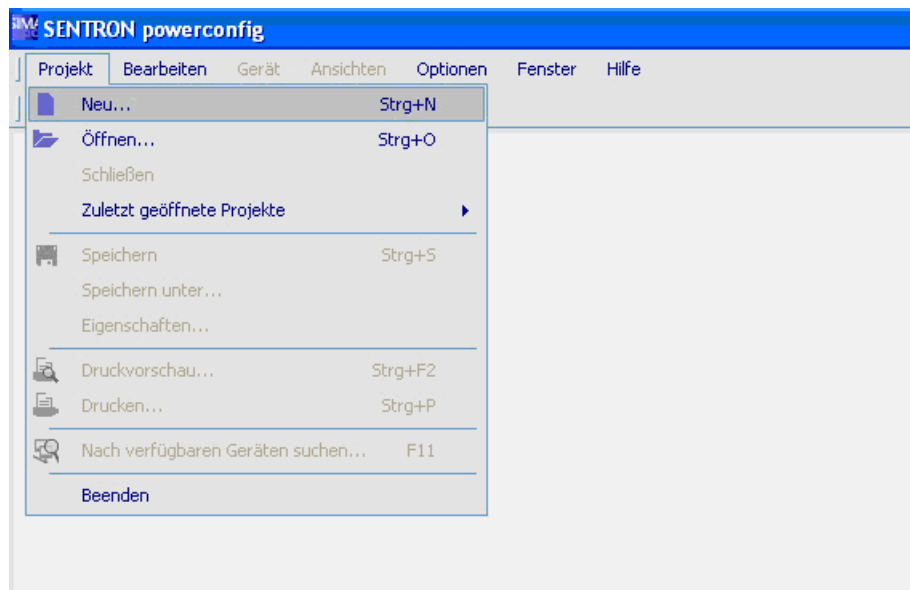 SENTRON powerconfig
Projekt Bearbeiten Gerät Ansichten Optionen Fenster Hilfe
Neu... Strg+N
Öffnen... Strg+O
Schließen
Zuletzt geöffnete Projekte
Speichern Strg+S
Speichern unter...
Eigenschaften...
Druckvorschau... Strg+F2
Drucken... Strg+P
Nach verfügbaren Geräten suchen... F11
Beenden